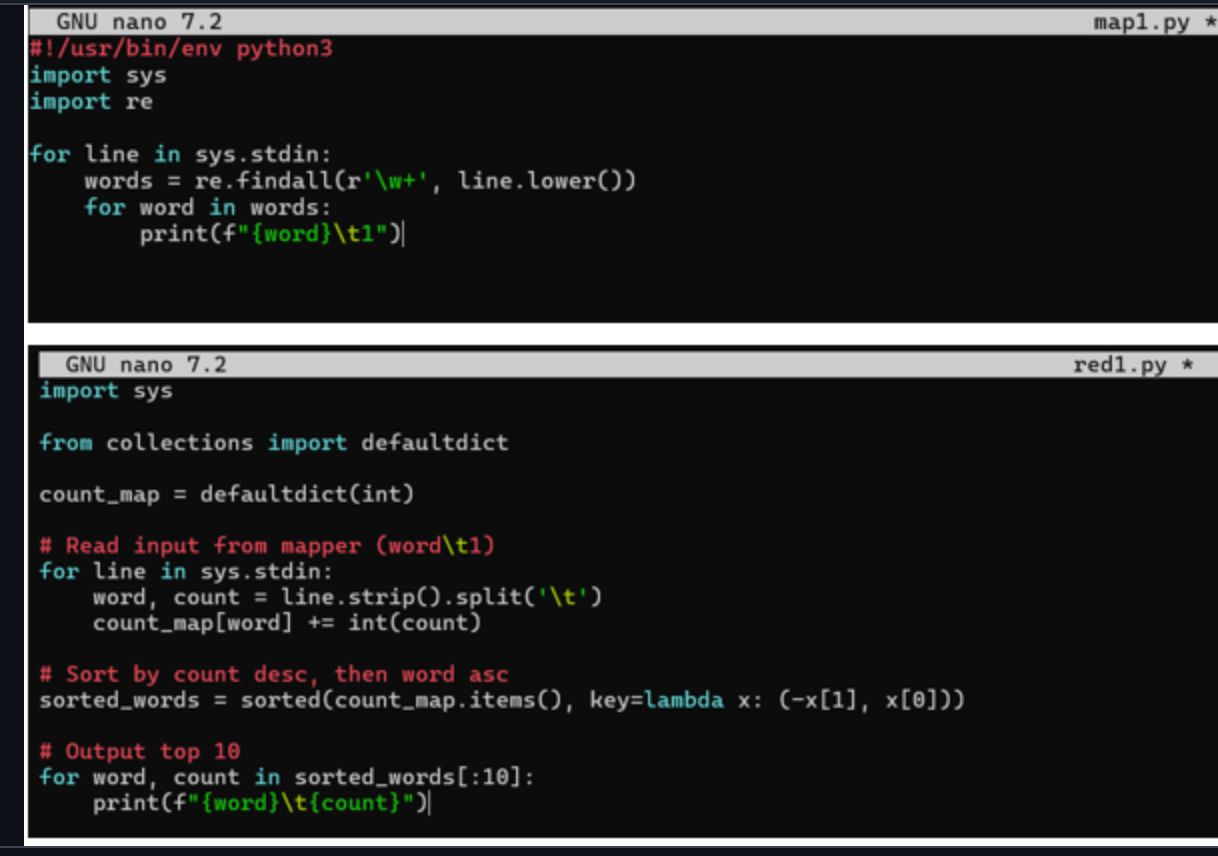 GNU nano 7.2 map1.py *
#!/usr/bin/env python3
import sys
import re
for line in sys.stdin:
    words = re.findall(r'\w+', line.lower())
    for word in words:
        print(f"{word}\t1")
GNU nano 7.2 red1.py *
import sys
from collections import defaultdict
count_map = defaultdict(int)
# Read input from mapper (word\t1)
for line in sys.stdin:
    word, count = line.strip().split('\t')
    count_map[word] += int(count)
# Sort by count desc, then word asc
sorted_words = sorted(count_map.items(), key=lambda x: (-x[1], x[0]))
# Output top 10
for word, count in sorted_words[:10]:
    print(f"{word}\t{count}")